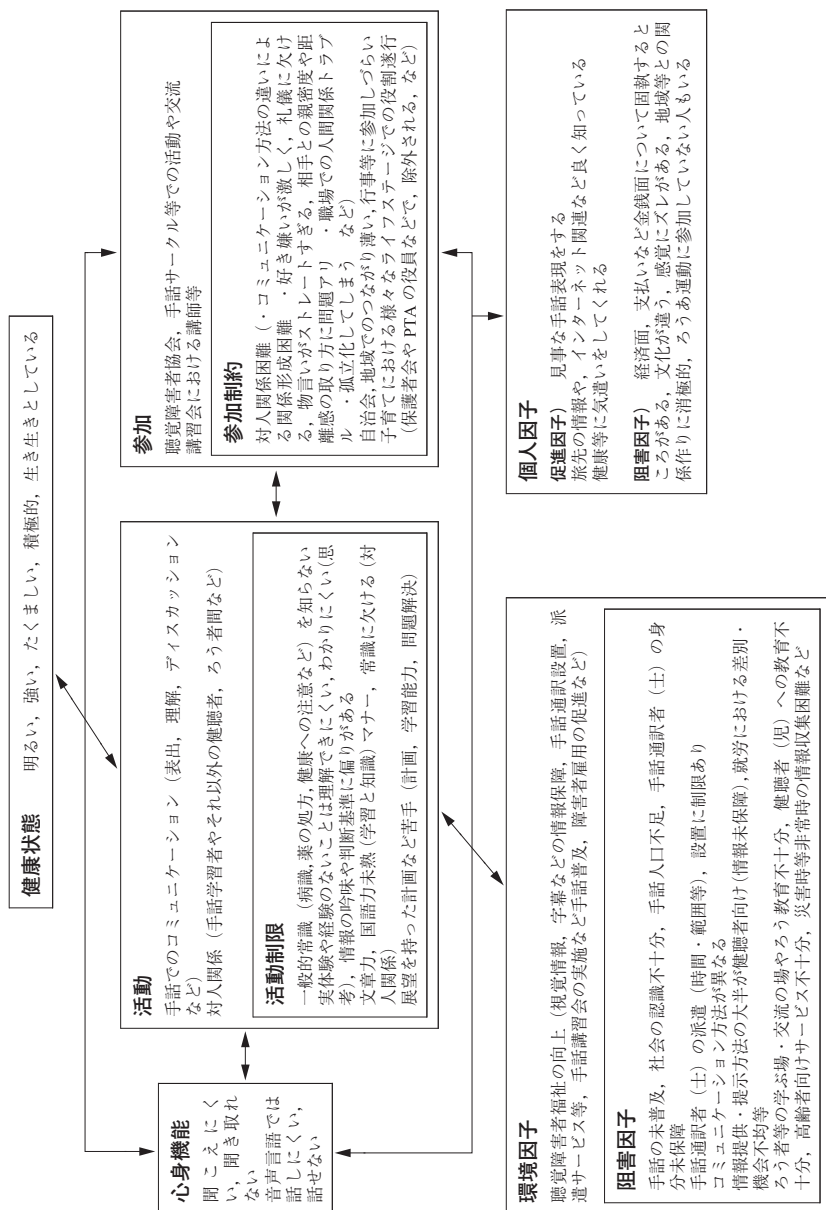 健康状態　明るい，強い，たくましい，積極的，生き生きとしている
心身機能
聞こえにく
い，聞き取れ
ない
音声言語では
話しにくい，
話せない
活動
手話でのコミュニケーション（表出，理解，ディスカッション
など）
対人関係（手話学習者やそれ以外の健聴者，ろう者間など）
活動制限
一般的常識（病識，薬の処方，健康への注意など）を知らない
実体験や経験のないことは理解できにくい，わかりにくい（思
考），情報の吟味や判断基準に偏りがある
文章力，国語力未熟（学習と知識）マナー，常識に欠ける（対
人関係）
展望を持った計画など苦手（計画，学習能力，問題解決）
参加
聴覚障害者協会，手話サークル等での活動や交流
講習会における講師等
参加制約
対人関係困難（・コミュニケーション方法の違いによ
る関係形成困難　・好き嫌いが激しく，礼儀に欠け
る，物言いがストレートすぎる，相手との親密度や距
離感の取り方に問題アリ　・職場での人間関係トラブ
ル　・孤立化してしまう　など）
自治会，地域でのつながり薄い，行事等に参加しづらい
子育てにおける様々なライフステージでの役割遂行
（保護者会や PTA の役員などで，除外される，など）
環境因子
聴覚障害者福祉の向上（視覚情報，字幕などの情報保障，手話通訳設置，派
遣サービス等，手話講習会の実施など手話普及，障害者雇用の促進など）
阻害因子
手話の未普及，社会の認識不十分，手話人口不足，手話通訳者（士）の身
分未保障
手話通訳者（士）の派遣（時間・範囲等），設置に制限あり
コミュニケーション方法が異なる
情報提供・提示方法の大半が健聴者向け（情報未保障），就労における差別・
機会不均等
ろう者等の学ぶ場・交流の場やろう教育不十分，健聴者（児）への教育不
十分，高齢者向けサービス不十分，災害時等非常時の情報収集困難など
個人因子
促進因子）　見事な手話表現をする
旅先の情報や，インターネット関連など良く知っている
健康等に気遣いをしてくれる
阻害因子）　経済面，支払いなど金銭面について固執すると
ころがある，文化が違う，感覚にズレがある，地域等との関
係作りに消極的，ろうあ運動に参加していない人もいる